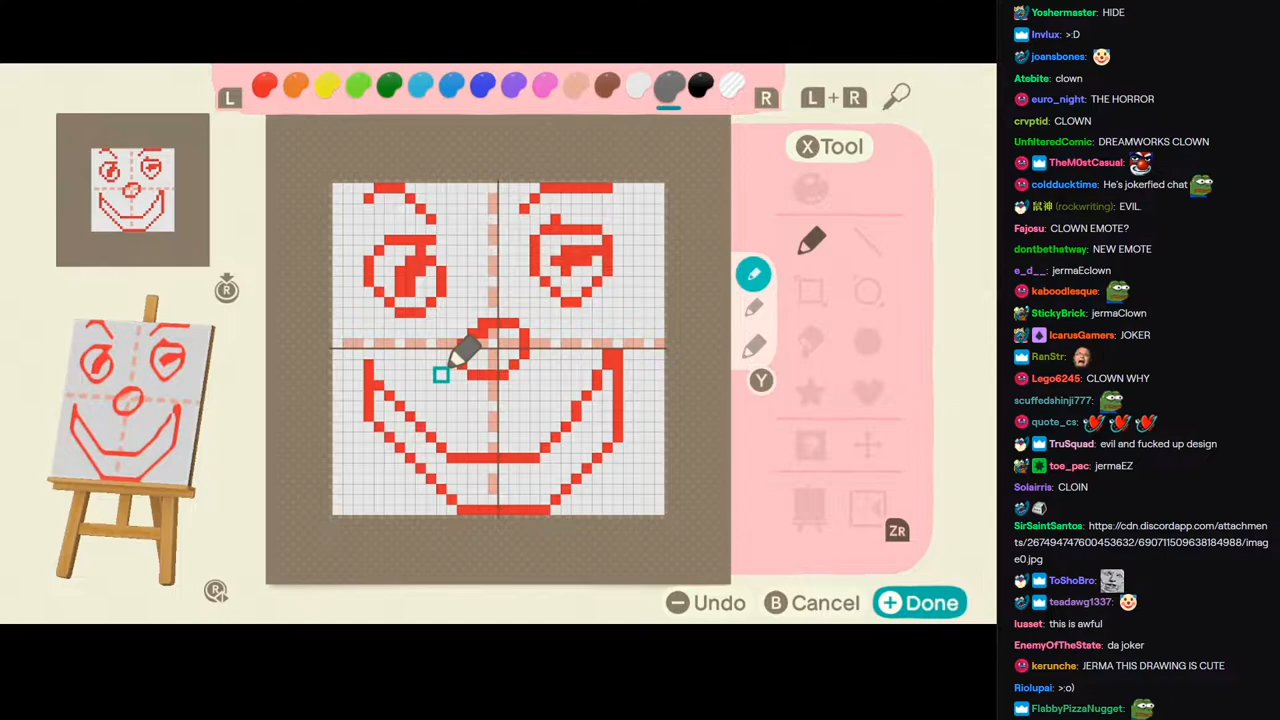 L
R
L + R
X Tool
R
Y
ZR
R
Undo
B Cancel
+ Done
Yoshermaster: HIDE
Invlux: >:D
joansbones:
Atebite: clown
euro_night: THE HORROR
crvptid: CLOWN
UnfilteredComic: DREAMWORKS CLOWN
TheM0stCasual:
coldducktime: He's jokerfied chat
鼠神 (rockwriting): EVIL.
Fajosu: CLOWN EMOTE?
dontbethatway: NEW EMOTE
e_d__: jermaEclown
kaboodlesque:
StickyBrick: jermaClown
IcarusGamers: JOKER
RanStr:
Lego6245: CLOWN WHY
scuffedshinji777:
quote_cs:
TruSquad: evil and fucked up design
toe_pac: jermaEZ
Solairris: CLOIN
SirSaintSantos: https://cdn.discordapp.com/attachmen
ts/267494747600453632/690711509638184988/imag
e0.jpg
ToShoBro:
teadawg1337:
luaset: this is awful
EnemyOfTheState: da joker
kerunche: JERMA THIS DRAWING IS CUTE
Riolupai: >:o)
FlabbyPizzaNugget: